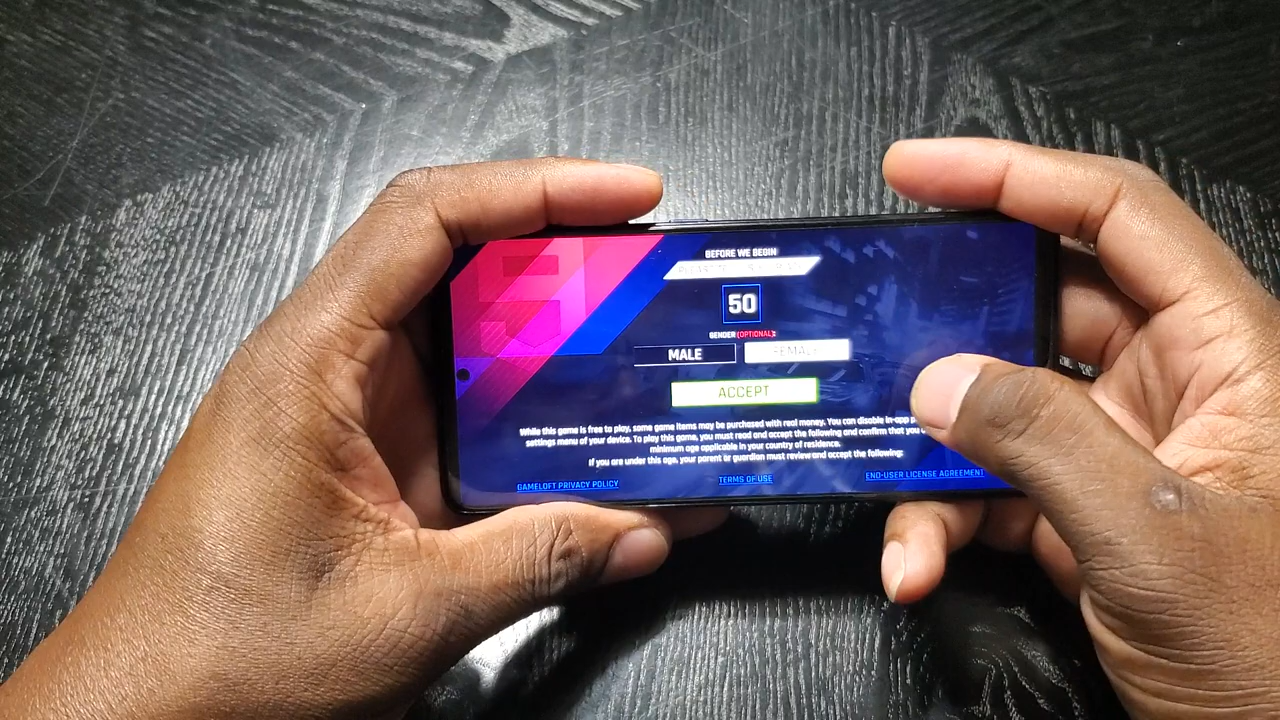 BEFORE WE BEGIN
50
GENDER (OPTIONAL):
MALE FEMALE
ACCEPT
While this game is free to play, some game items may be purchased with real money. You can disable in-app
settings menu of your device. To play this game, you must read and accept the following and confirm that you
minimum age applicable in your country of residence.
If you are under this age, your parent or guardian must review and accept the following:
GAMELOFT PRIVACY POLICY TERMS OF USE END-USER LICENSE AGREEMENT